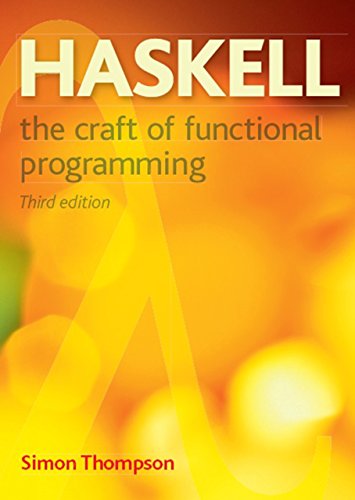 HASKELL
the craft of functional
programming
Third edition
Simon Thompson